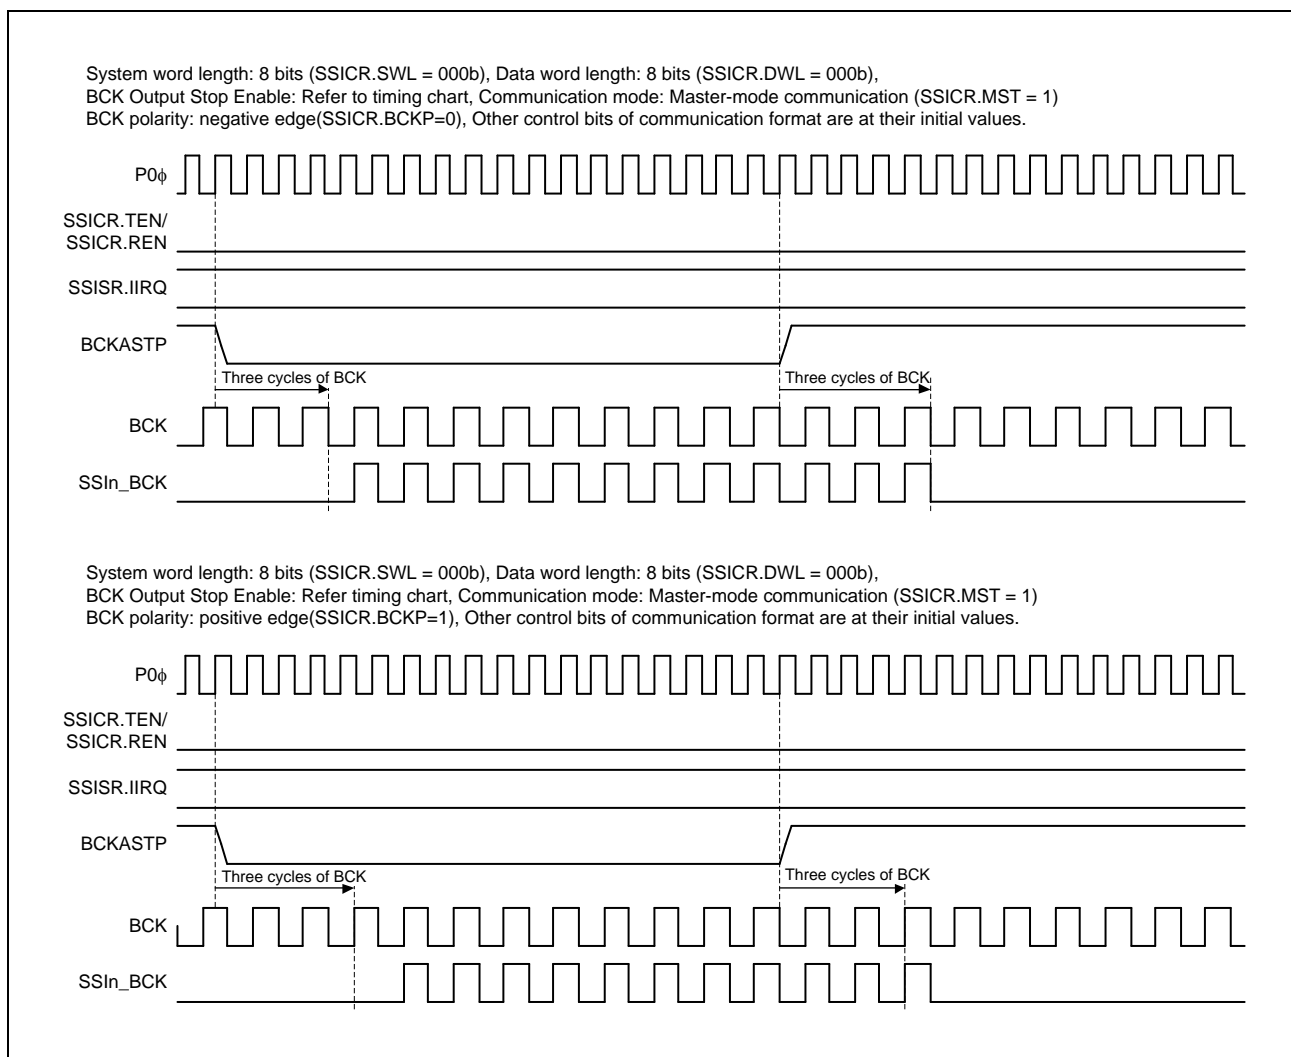 System word length: 8 bits (SSICR.SWL = 000b), Data word length: 8 bits (SSICR.DWL = 000b),
BCK Output Stop Enable: Refer to timing chart, Communication mode: Master-mode communication (SSICR.MST = 1)
BCK polarity: negative edge(SSICR.BCKP=0), Other control bits of communication format are at their initial values.
P0ϕ
SSICR.TEN/
SSICR.REN
SSISR.IIRQ
BCKASTP
Three cycles of BCK Three cycles of BCK
BCK
SSIn_BCK
System word length: 8 bits (SSICR.SWL = 000b), Data word length: 8 bits (SSICR.DWL = 000b),
BCK Output Stop Enable: Refer timing chart, Communication mode: Master-mode communication (SSICR.MST = 1)
BCK polarity: positive edge(SSICR.BCKP=1), Other control bits of communication format are at their initial values.
P0ϕ
SSICR.TEN/
SSICR.REN
SSISR.IIRQ
BCKASTP
Three cycles of BCK Three cycles of BCK
BCK
SSIn_BCK